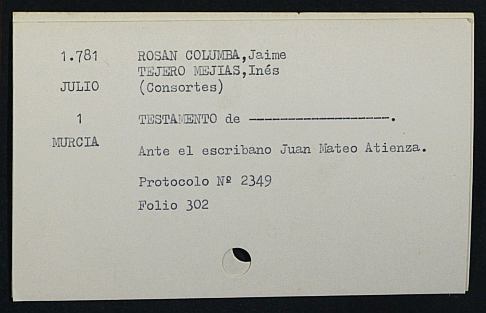 1.781 ROSAN COLUMBA,Jaime
TEJERO MEJIAS,Inés
JULIO (Consortes)
1 TESTAMENTO de ------------------.
MURCIA
Ante el escribano Juan Mateo Atienza.
Protocolo Nº 2349
Folio 302